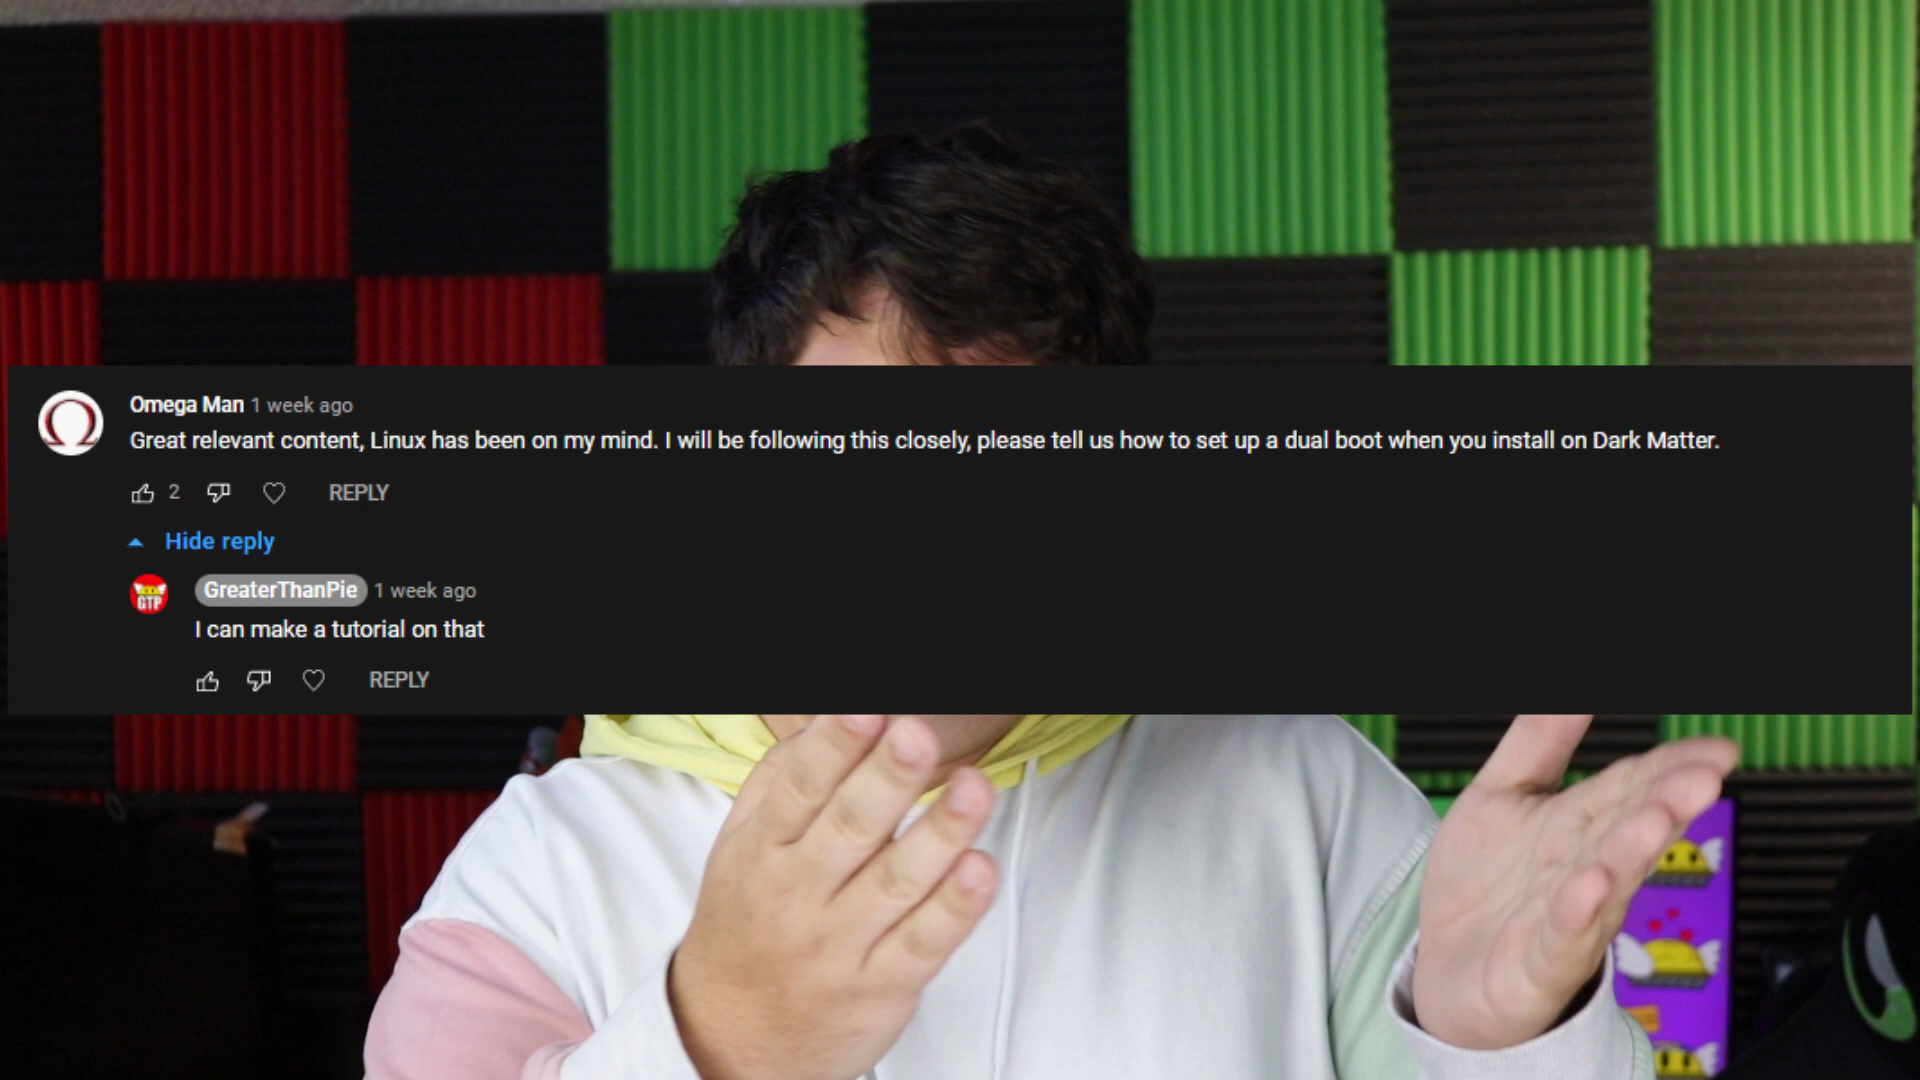 Omega Man 1 week ago
Great relevant content, Linux has been on my mind. I will be following this closely, please tell us how to set up a dual boot when you install on Dark Matter.
2 REPLY
Hide reply
GTP
GreaterThanPie 1 week ago
I can make a tutorial on that
REPLY